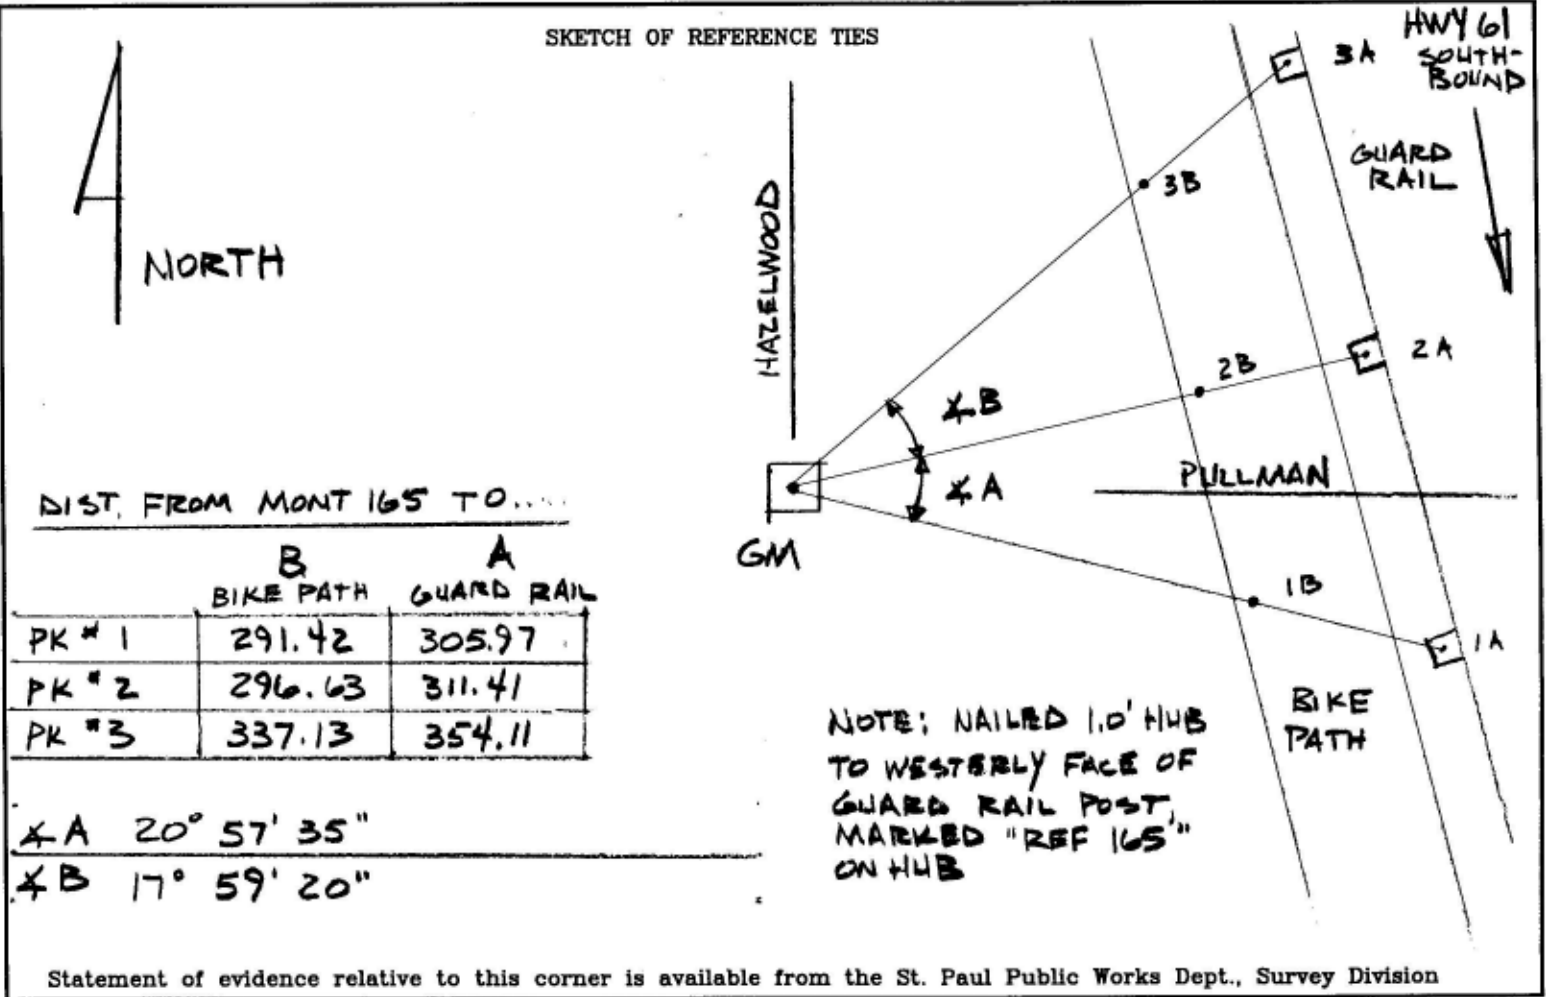 SKETCH OF REFERENCE TIES
HWY 61
SOUTH-
BOUND
3A
GUARD
RAIL
3B
NORTH
HAZELWOOD
2A
2B
∡B
PULLMAN
∡A
GM
1B
1A
DIST. FROM MONT 165 TO....
B A
BIKE PATH GUARD RAIL
PK # 1 291.42 305.97
PK # 2 296.63 311.41
PK # 3 337.13 354.11
BIKE
PATH
NOTE: NAILED 1.0' HUB
TO WESTERLY FACE OF
GUARD RAIL POST,
MARKED "REF 165"
ON HUB
∡A 20° 57' 35"
∡B 17° 59' 20"
Statement of evidence relative to this corner is available from the St. Paul Public Works Dept., Survey Division